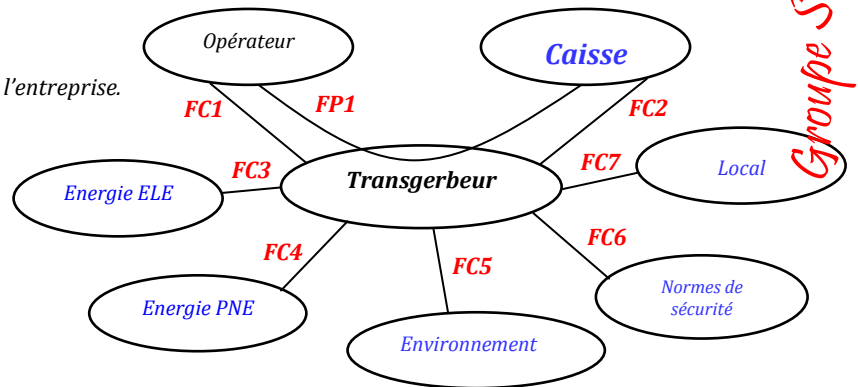 Opérateur
Caisse
l'entreprise.
FC1
FP1
FC2
FC3
FC7
Energie ELE
Transgerbeur
Local
FC4
FC5
FC6
Energie PNE
Environnement
Normes de
sécurité
Groupe